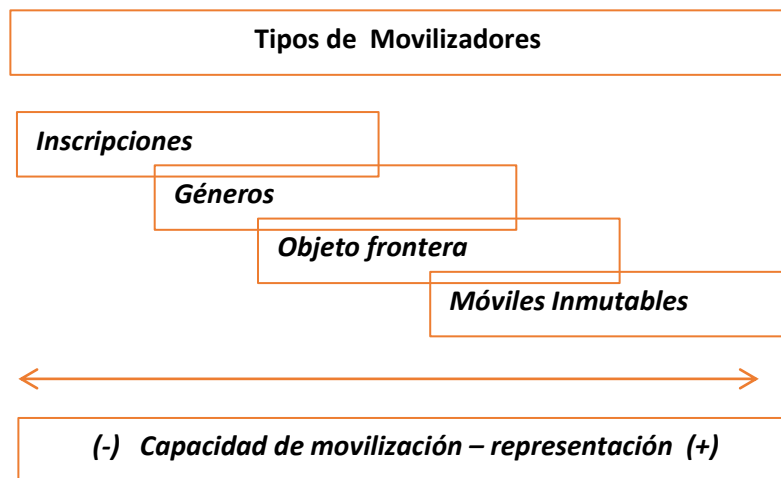 Tipos de Movilizadores
Inscripciones
Géneros
Objeto frontera
Móviles Inmutables
(-) Capacidad de movilización – representación (+)